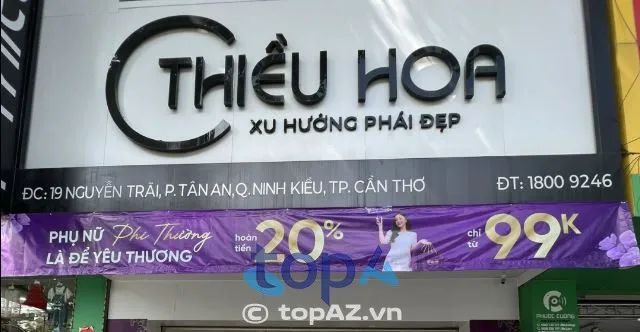 THIỀU HOA
XU HƯỚNG PHÁI ĐẸP
ĐC: 19 NGUYỄN TRÃI, P. TÂN AN, Q. NINH KIỀU, TP. CẦN THƠ
ĐT: 1800 9246
PHỤ NỮ Phi Thường
LÀ ĐỂ YÊU THƯƠNG
hoàn tiền 20%
chỉ từ 99K
topA
© topAZ.vn
PHƯỚC CƯỜNG